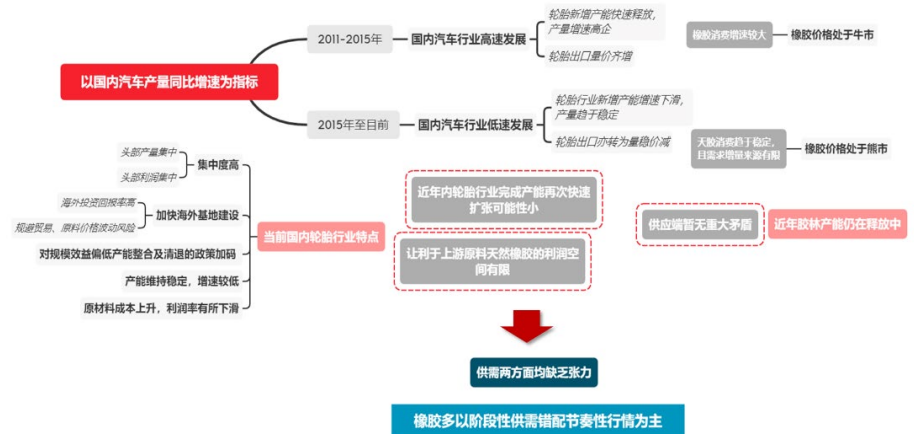 以国内汽车产量同比增速为指标
2011-2015年
国内汽车行业高速发展
轮胎新增产能快速释放，
产量增速高企
轮胎出口量价齐增
橡胶消费增速较大
橡胶价格处于牛市
2015年至目前
国内汽车行业低速发展
轮胎行业新增产能增速下滑，
产量趋于稳定
轮胎出口亦转为量稳价减
天胶消费趋于稳定，
且需求增量来源有限
橡胶价格处于熊市
当前国内轮胎行业特点
集中度高
头部产量集中
头部利润集中
加快海外基地建设
海外投资回报率高
规避贸易、原料价格波动风险
对规模效益偏低产能整合及清退的政策加码
产能维持稳定，增速较低
原材料成本上升，利润率有所下滑
近年内轮胎行业完成产能再次快速
扩张可能性小
让利于上游原料天然橡胶的利润空
间有限
供应端暂无重大矛盾
近年胶林产能仍在释放中
供需两方面均缺乏张力
橡胶多以阶段性供需错配节奏性行情为主